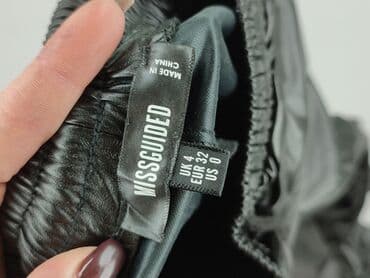 MISSGUIDED
MADE IN
CHINA
UK 4
EUR 32
US 0